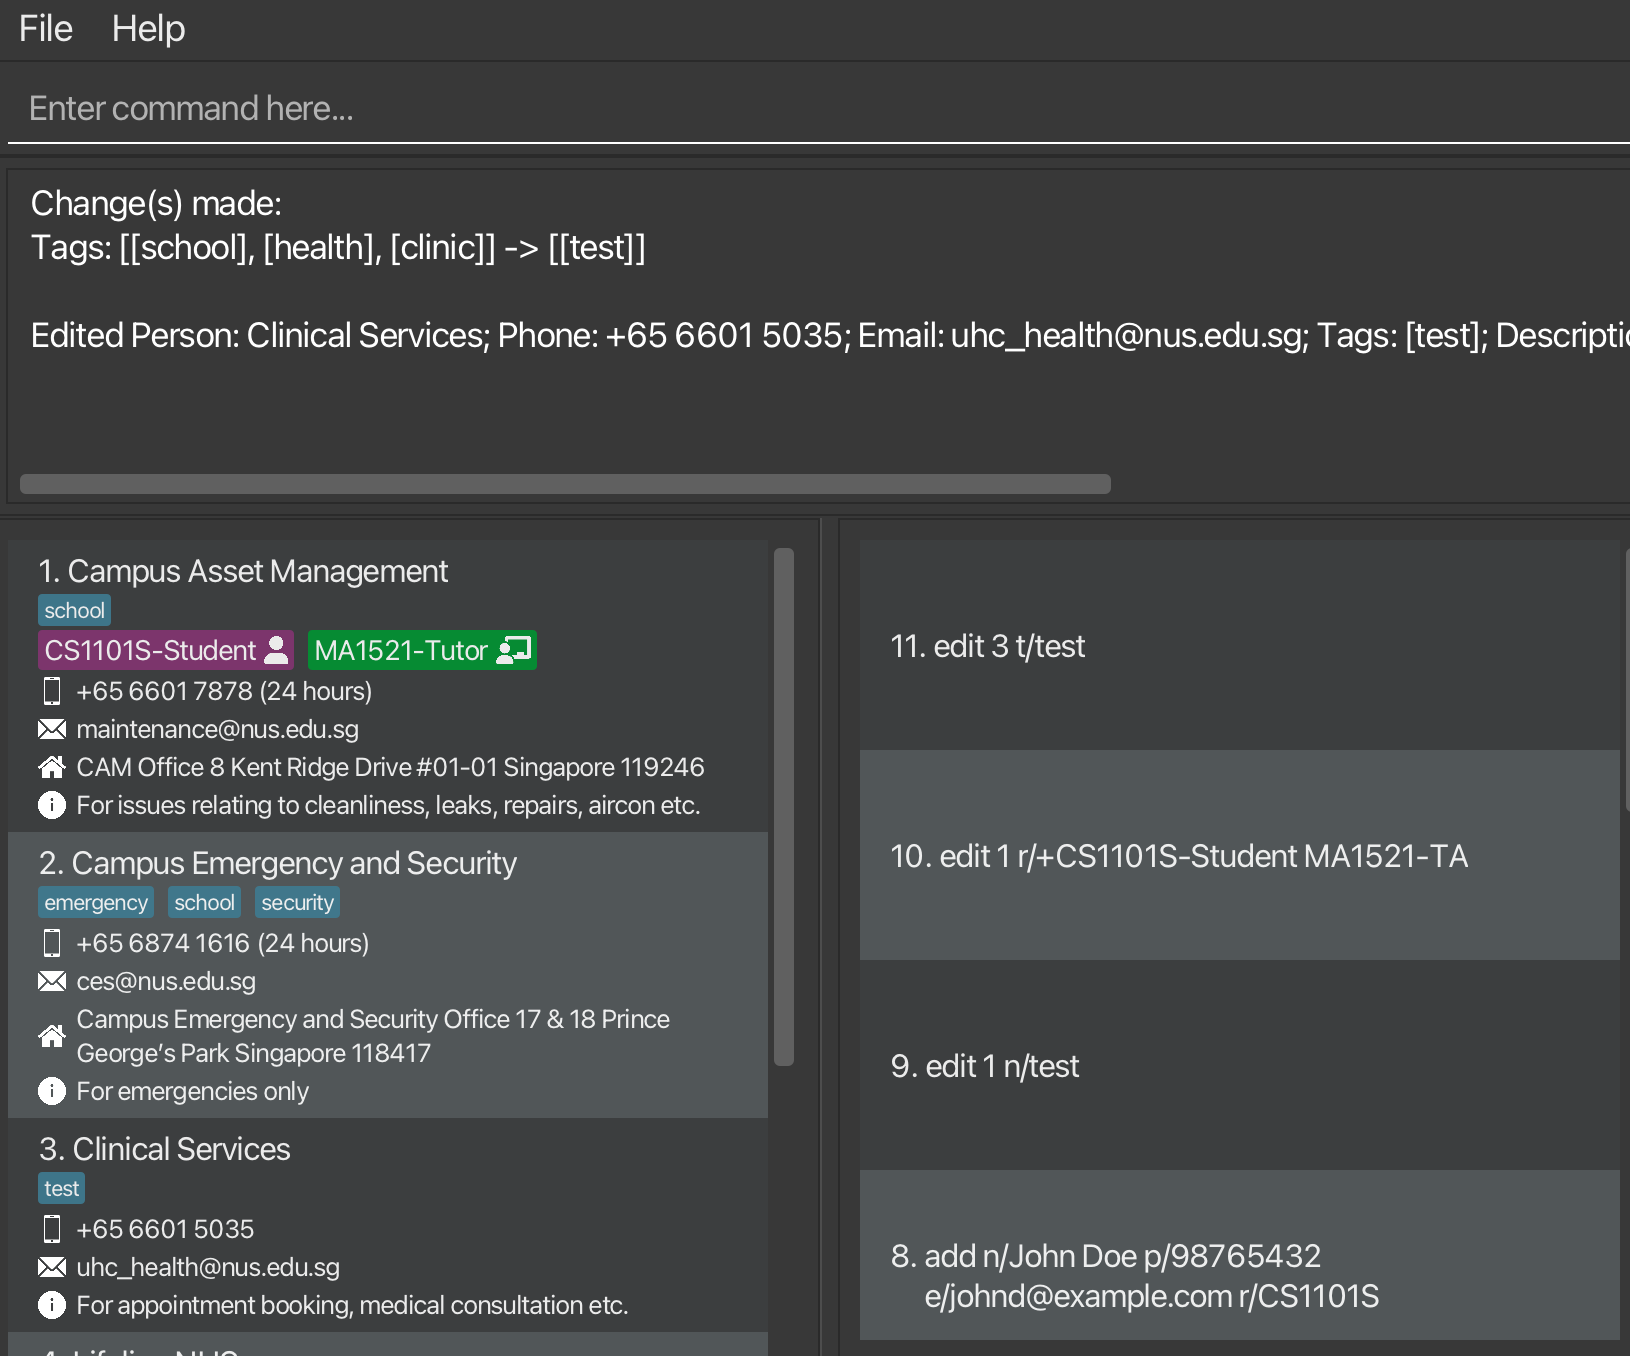 File Help
Enter command here...
Change(s) made:
Tags: [[school], [health], [clinic]] -> [[test]]
Edited Person: Clinical Services; Phone: +65 6601 5035; Email: uhc_health@nus.edu.sg; Tags: [test];
1. Campus Asset Management
school
CS1101S-Student MA1521-Tutor
+65 6601 7878 (24 hours)
maintenance@nus.edu.sg
CAM Office 8 Kent Ridge Drive #01-01 Singapore 119246
For issues relating to cleanliness, leaks, repairs, aircon etc.
2. Campus Emergency and Security
emergency school security
+65 6874 1616 (24 hours)
ces@nus.edu.sg
Campus Emergency and Security Office 17 & 18 Prince
George's Park Singapore 118417
For emergencies only
3. Clinical Services
test
+65 6601 5035
uhc_health@nus.edu.sg
For appointment booking, medical consultation etc.
11. edit 3 t/test
10. edit 1 r/+CS1101S-Student MA1521-TA
9. edit 1 n/test
8. add n/John Doe p/98765432
e/johnd@example.com r/CS1101S